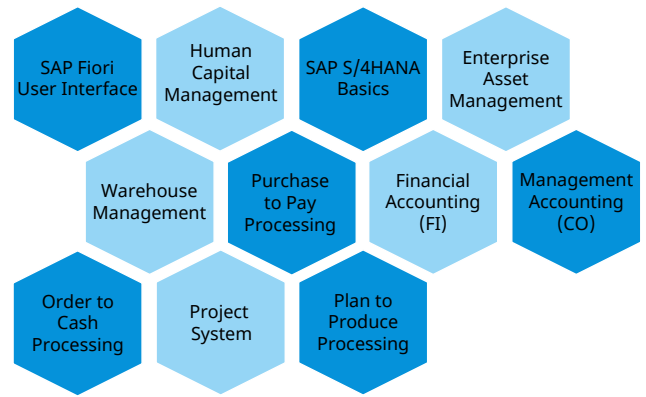 SAP Fiori
User Interface
Human
Capital
Management
SAP S/4HANA
Basics
Enterprise
Asset
Management
Warehouse
Management
Purchase
to Pay
Processing
Financial
Accounting
(FI)
Management
Accounting
(CO)
Order to
Cash
Processing
Project
System
Plan to
Produce
Processing